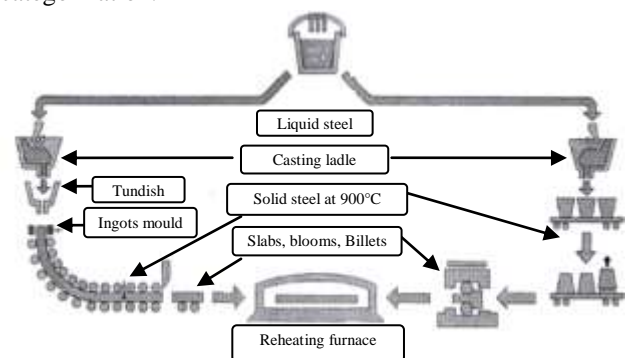 Liquid steel
Casting ladle
Tundish
Solid steel at 900°C
Ingots mould
Slabs, blooms, Billets
Reheating furnace